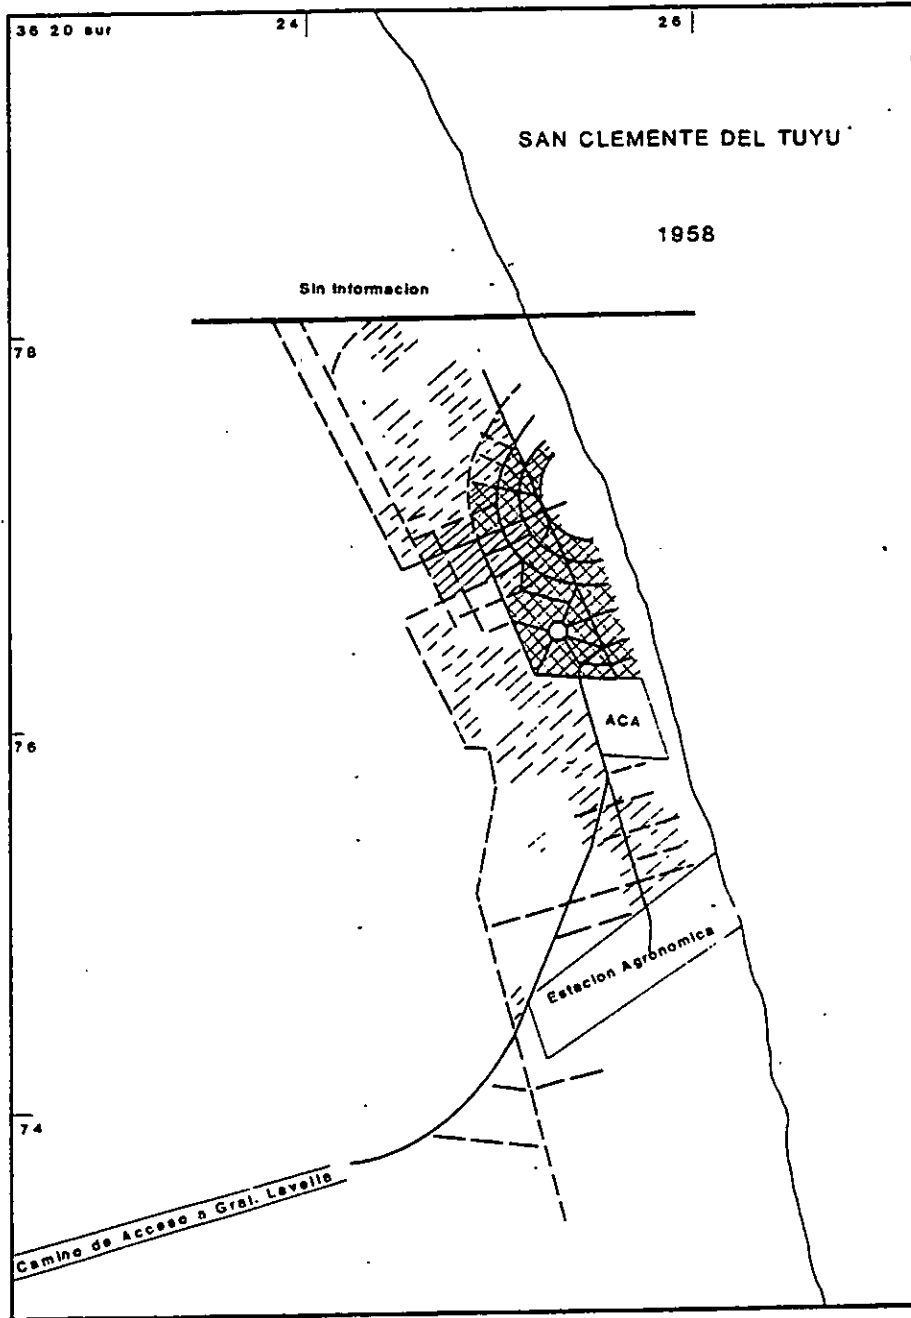 36 20 sur
24
26
SAN CLEMENTE DEL TUYU
1958
Sin Informacion
78
ACA
76
Estacion Agronomica
74
Camino de Acceso a Gral. Lavelle